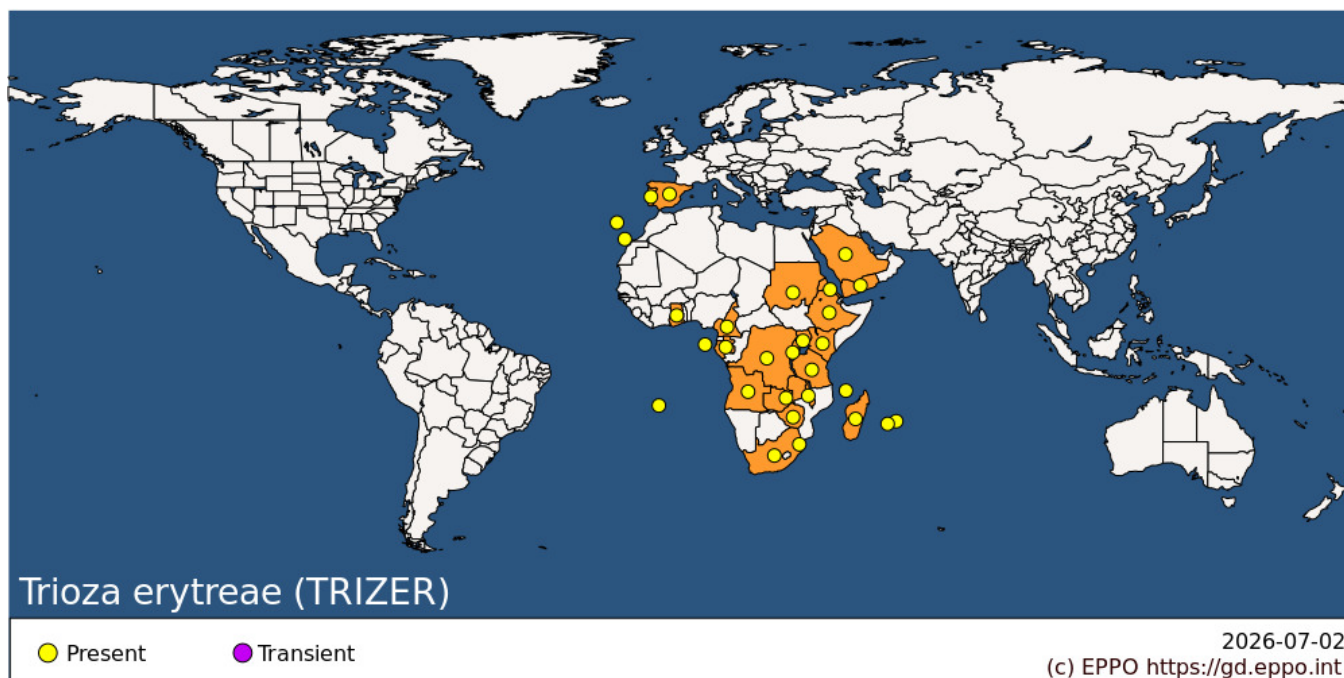 Trioza erytreae (TRIZER)
Present
Transient
2026-07-02
(c) EPPO https://gd.eppo.int